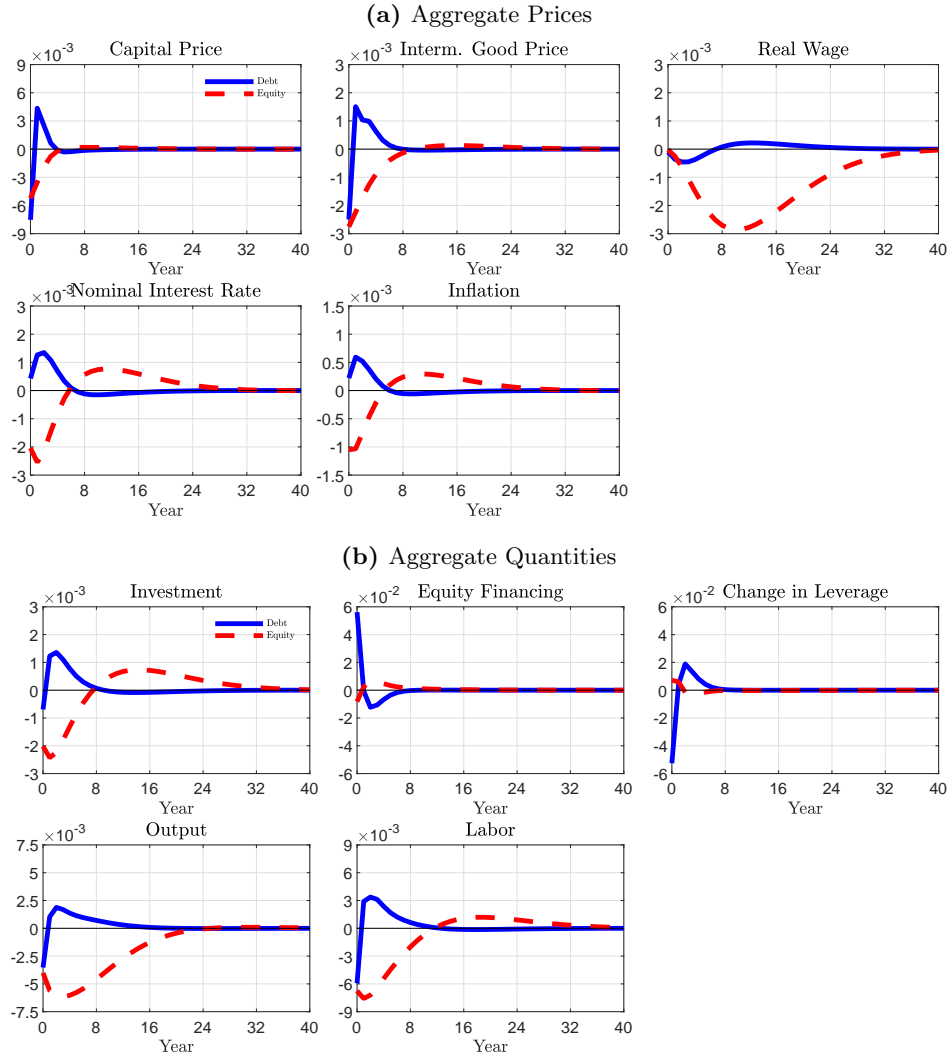 (a) Aggregate Prices
Capital Price
×10⁻³
9
6
3
0
-3
-6
-9
0 8 16 24 32 40
Year
Debt
Equity
Interm. Good Price
×10⁻³
3
2
1
0
-1
-2
-3
0 8 16 24 32 40
Year
Real Wage
×10⁻³
3
2
1
0
-1
-2
-3
0 8 16 24 32 40
Year
Nominal Interest Rate
×10⁻³
3
2
1
0
-1
-2
-3
0 8 16 24 32 40
Year
Inflation
×10⁻³
1.5
1
0.5
0
-0.5
-1
-1.5
0 8 16 24 32 40
Year
(b) Aggregate Quantities
Investment
×10⁻³
3
2
1
0
-1
-2
-3
0 8 16 24 32 40
Year
Debt
Equity
Equity Financing
×10⁻²
6
4
2
0
-2
-4
-6
0 8 16 24 32 40
Year
Change in Leverage
×10⁻²
6
4
2
0
-2
-4
-6
0 8 16 24 32 40
Year
Output
×10⁻³
7.5
5
2.5
0
-2.5
-5
-7.5
0 8 16 24 32 40
Year
Labor
×10⁻³
9
6
3
0
-3
-6
-9
0 8 16 24 32 40
Year